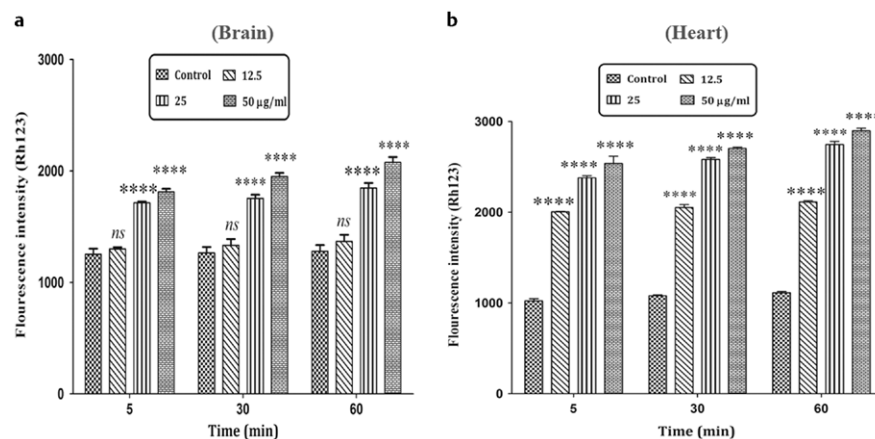 a
(Brain)
Control
12.5
25
50 µg/ml
3000
2000
1000
0
Flourescence intensity (Rh123)
ns
****
****
ns
****
****
ns
****
****
5
30
60
Time (min)
b
(Heart)
Control
12.5
25
50 µg/ml
3000
2000
1000
0
Flourescence intensity (Rh123)
****
****
****
****
****
****
****
****
****
5
30
60
Time (min)